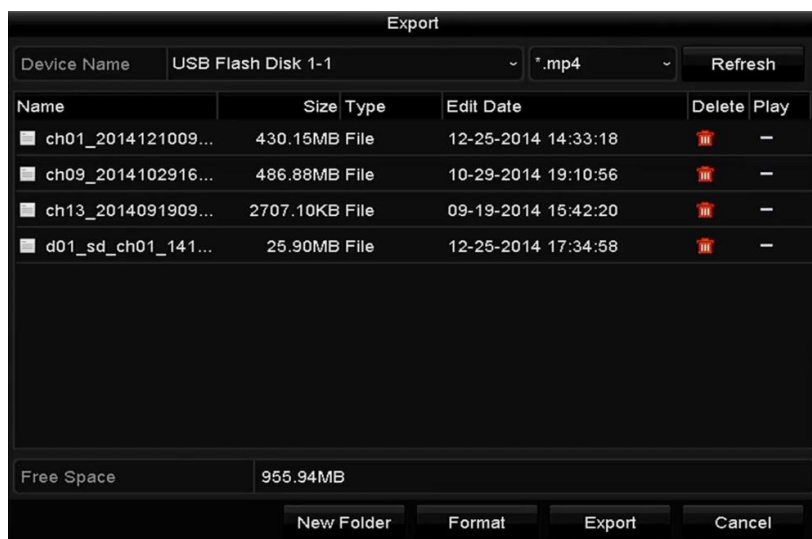 Export
Device Name USB Flash Disk 1-1 *.mp4 Refresh
Name Size Type Edit Date Delete Play
ch01_2014121009... 430.15MB File 12-25-2014 14:33:18 –
ch09_2014102916... 486.88MB File 10-29-2014 19:10:56 –
ch13_2014091909... 2707.10KB File 09-19-2014 15:42:20 –
d01_sd_ch01_141... 25.90MB File 12-25-2014 17:34:58 –
Free Space 955.94MB
New Folder Format Export Cancel